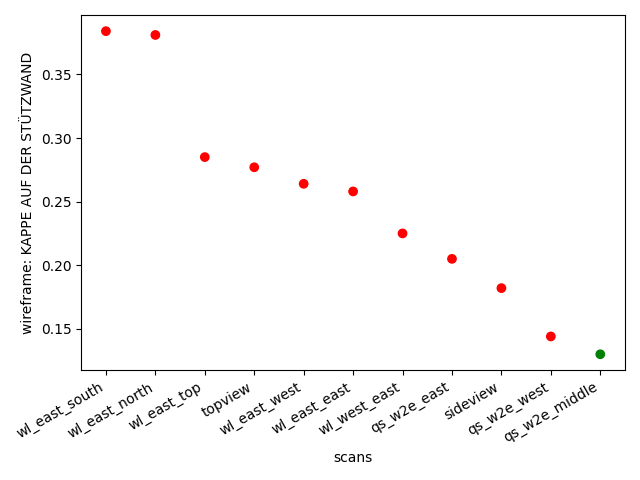 wireframe: KAPPE AUF DER STÜTZWAND
0.35
0.30
0.25
0.20
0.15
wl_east_south
wl_east_north
wl_east_top
topview
wl_east_west
wl_east_east
wl_west_east
qs_w2e_east
sideview
qs_w2e_west
qs_w2e_middle
scans